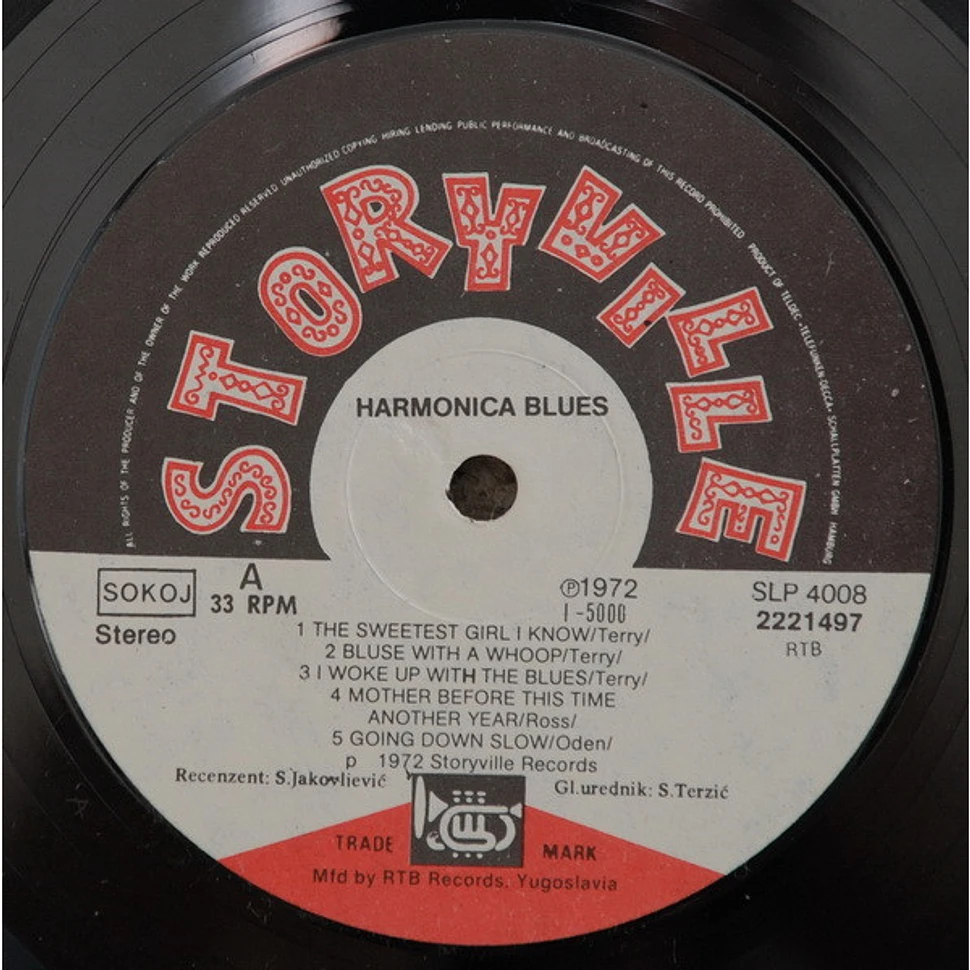 ALL RIGHTS OF THE PRODUCER AND OF THE OWNER OF THE WORK REPRODUCED RESERVED UNAUTHORIZED COPYING HIRING LENDING PUBLIC PERFORMANCE AND BROADCASTING OF THIS RECORD PROHIBITED PRODUCT OF TELDEC »TELEFUNKEN-DECCA« SCHALLPLATTEN GMBH HAMBURG
STORYVILLE
HARMONICA BLUES
SOKOJ
A
33 RPM
Stereo
Ⓟ1972
I-5000
SLP 4008
2221497
RTB
1 THE SWEETEST GIRL I KNOW/Terry/
2 BLUSE WITH A WHOOP/Terry/
3 I WOKE UP WITH THE BLUES/Terry/
4 MOTHER BEFORE THIS TIME
ANOTHER YEAR/Ross/
5 GOING DOWN SLOW/Oden/
p 1972 Storyville Records
Recenzent: S.Jakovliević
Gl.urednik: S.Terzić
TRADE MARK
Mfd by RTB Records, Yugoslavia